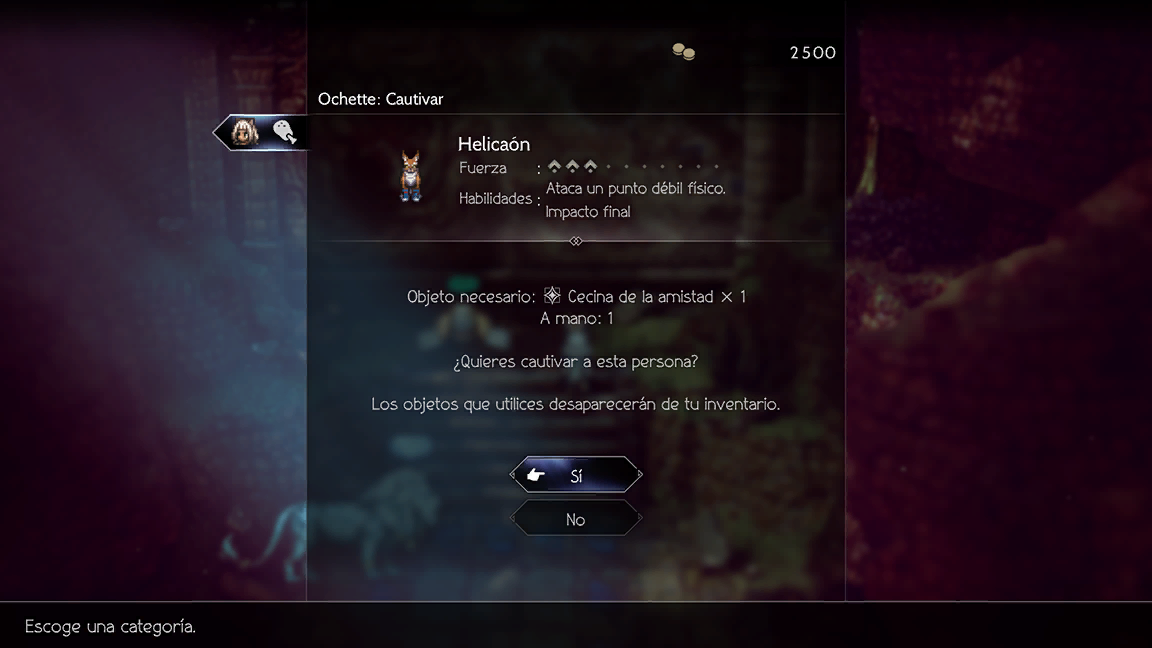 2500
Ochette: Cautivar
Helicaón
Fuerza :
Habilidades : Ataca un punto débil físico.
Impacto final
Objeto necesario: Cecina de la amistad × 1
A mano: 1
¿Quieres cautivar a esta persona?
Los objetos que utilices desaparecerán de tu inventario.
Sí
No
Escoge una categoría.